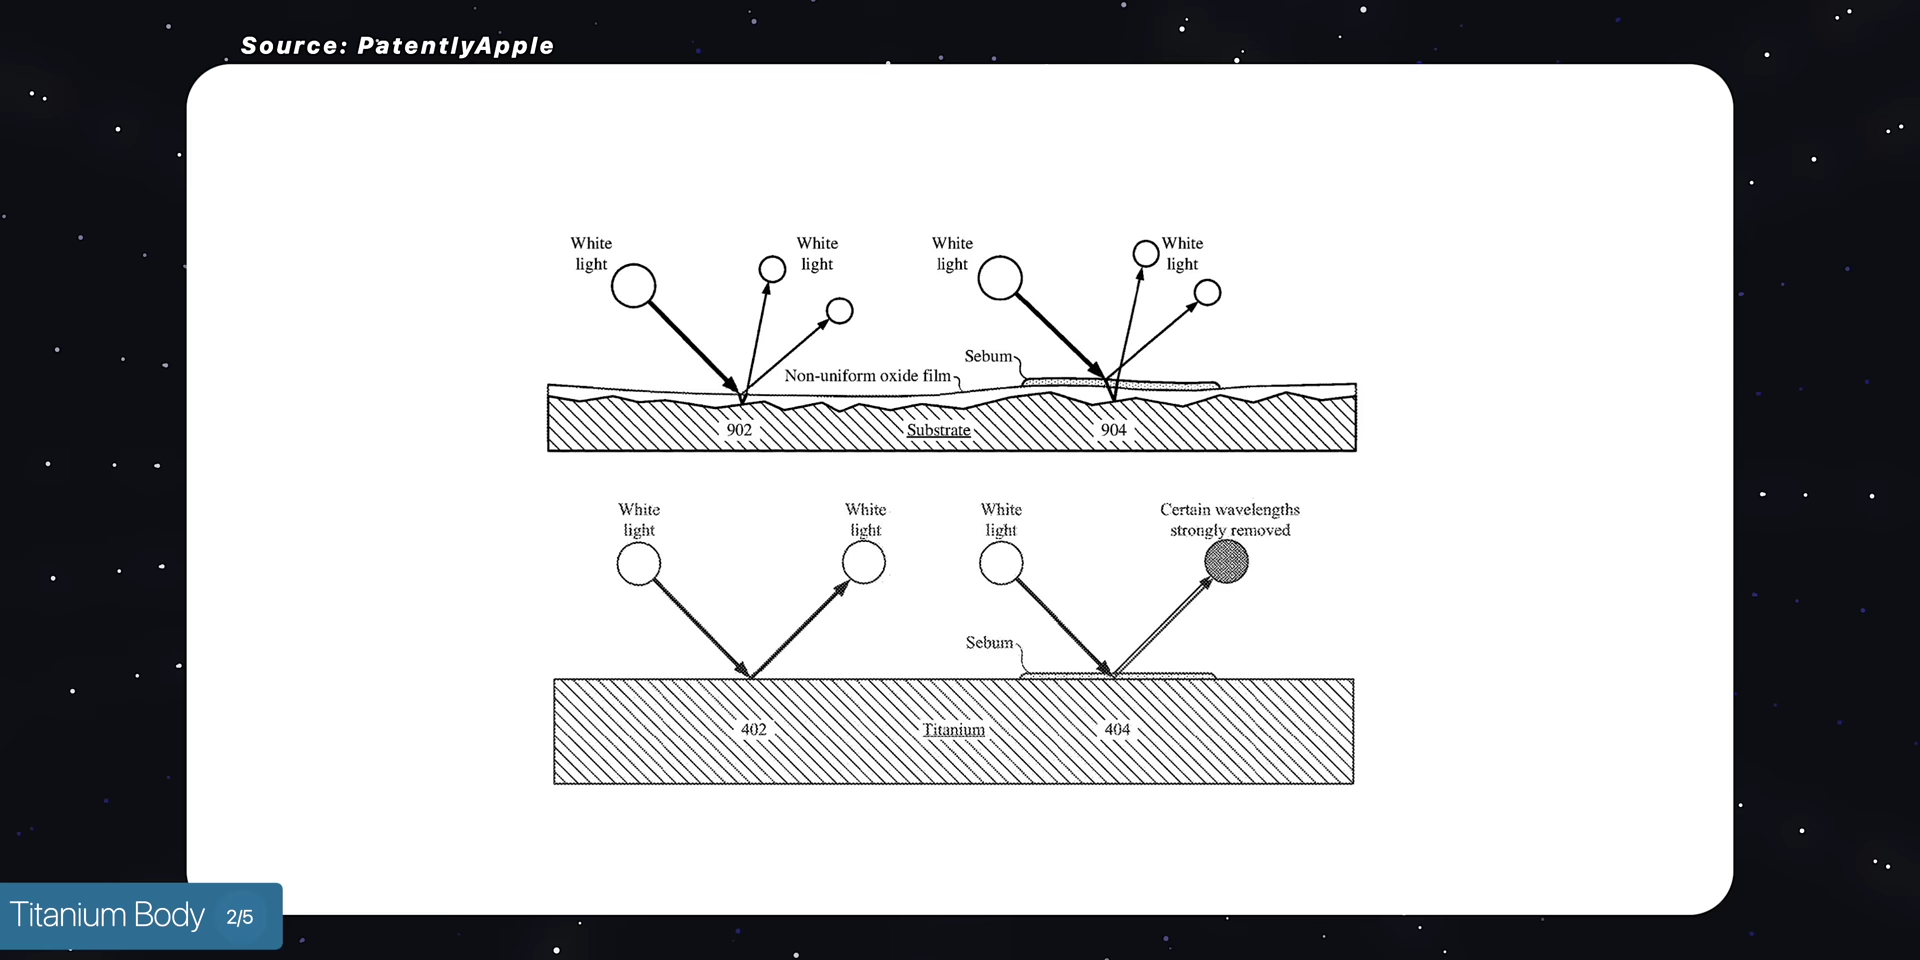 Source: PatentlyApple
White
light
White
light
White
light
White
light
Sebum
Non-uniform oxide film
902
Substrate
904
White
light
White
light
White
light
Certain wavelengths
strongly removed
Sebum
402
Titanium
404
Titanium Body 2/5